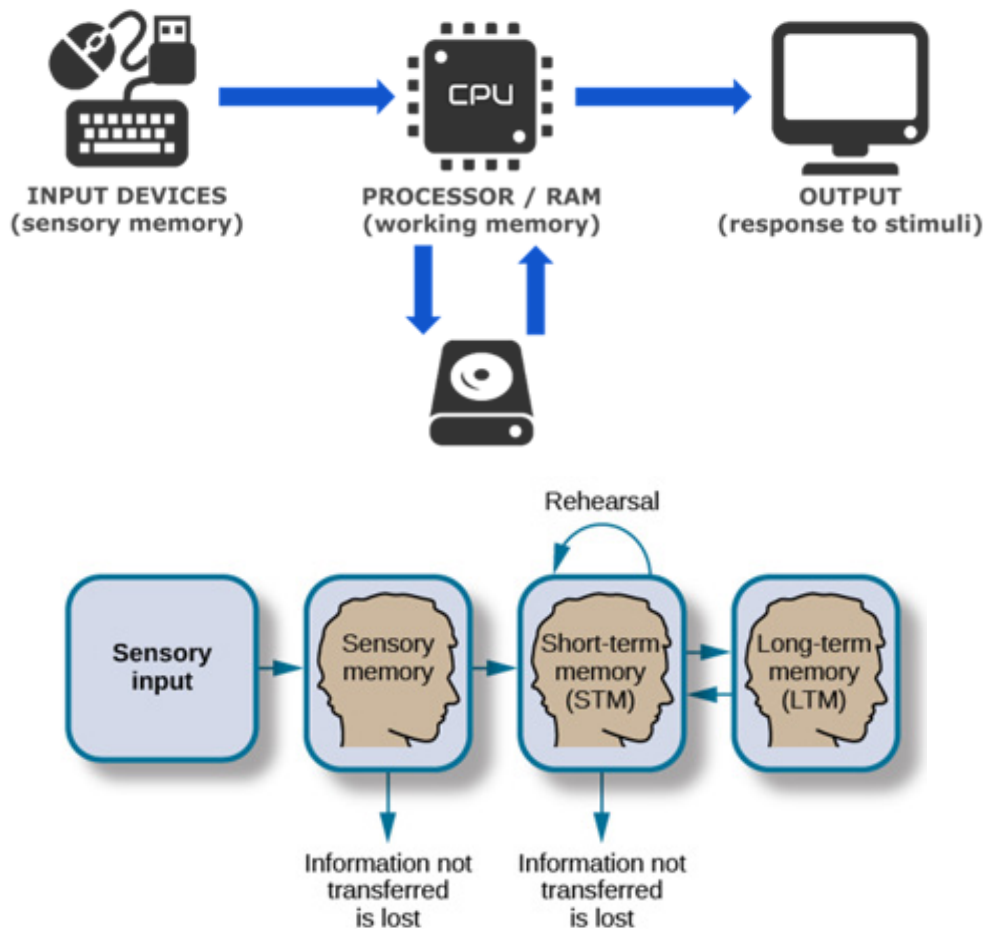 CPU
INPUT DEVICES
(sensory memory)
PROCESSOR / RAM
(working memory)
OUTPUT
(response to stimuli)
Rehearsal
Sensory
input
Sensory
memory
Short-term
memory
(STM)
Long-term
memory
(LTM)
Information not
transferred
is lost
Information not
transferred
is lost